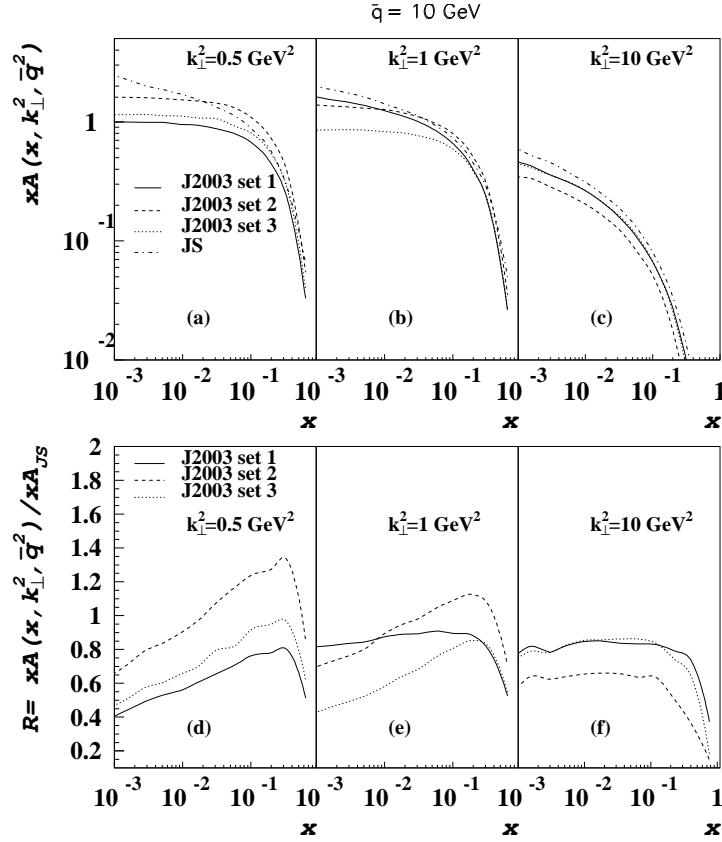 q̄ = 10 GeV
xA(x,k⊥²,q̄²)
k⊥²=0.5 GeV²
k⊥²=1 GeV²
k⊥²=10 GeV²
1
10⁻¹
10⁻²
J2003 set 1
J2003 set 2
J2003 set 3
JS
(a)
(b)
(c)
10⁻³ 10⁻² 10⁻¹ 10⁻³ 10⁻² 10⁻¹ 10⁻³ 10⁻² 10⁻¹ 1
x x x
R= xA(x,k⊥²,q̄²)/xA_JS
2
1.8
1.6
1.4
1.2
1
0.8
0.6
0.4
0.2
J2003 set 1
J2003 set 2
J2003 set 3
k⊥²=0.5 GeV²
k⊥²=1 GeV²
k⊥²=10 GeV²
(d)
(e)
(f)
10⁻³ 10⁻² 10⁻¹ 10⁻³ 10⁻² 10⁻¹ 10⁻³ 10⁻² 10⁻¹ 1
x x x